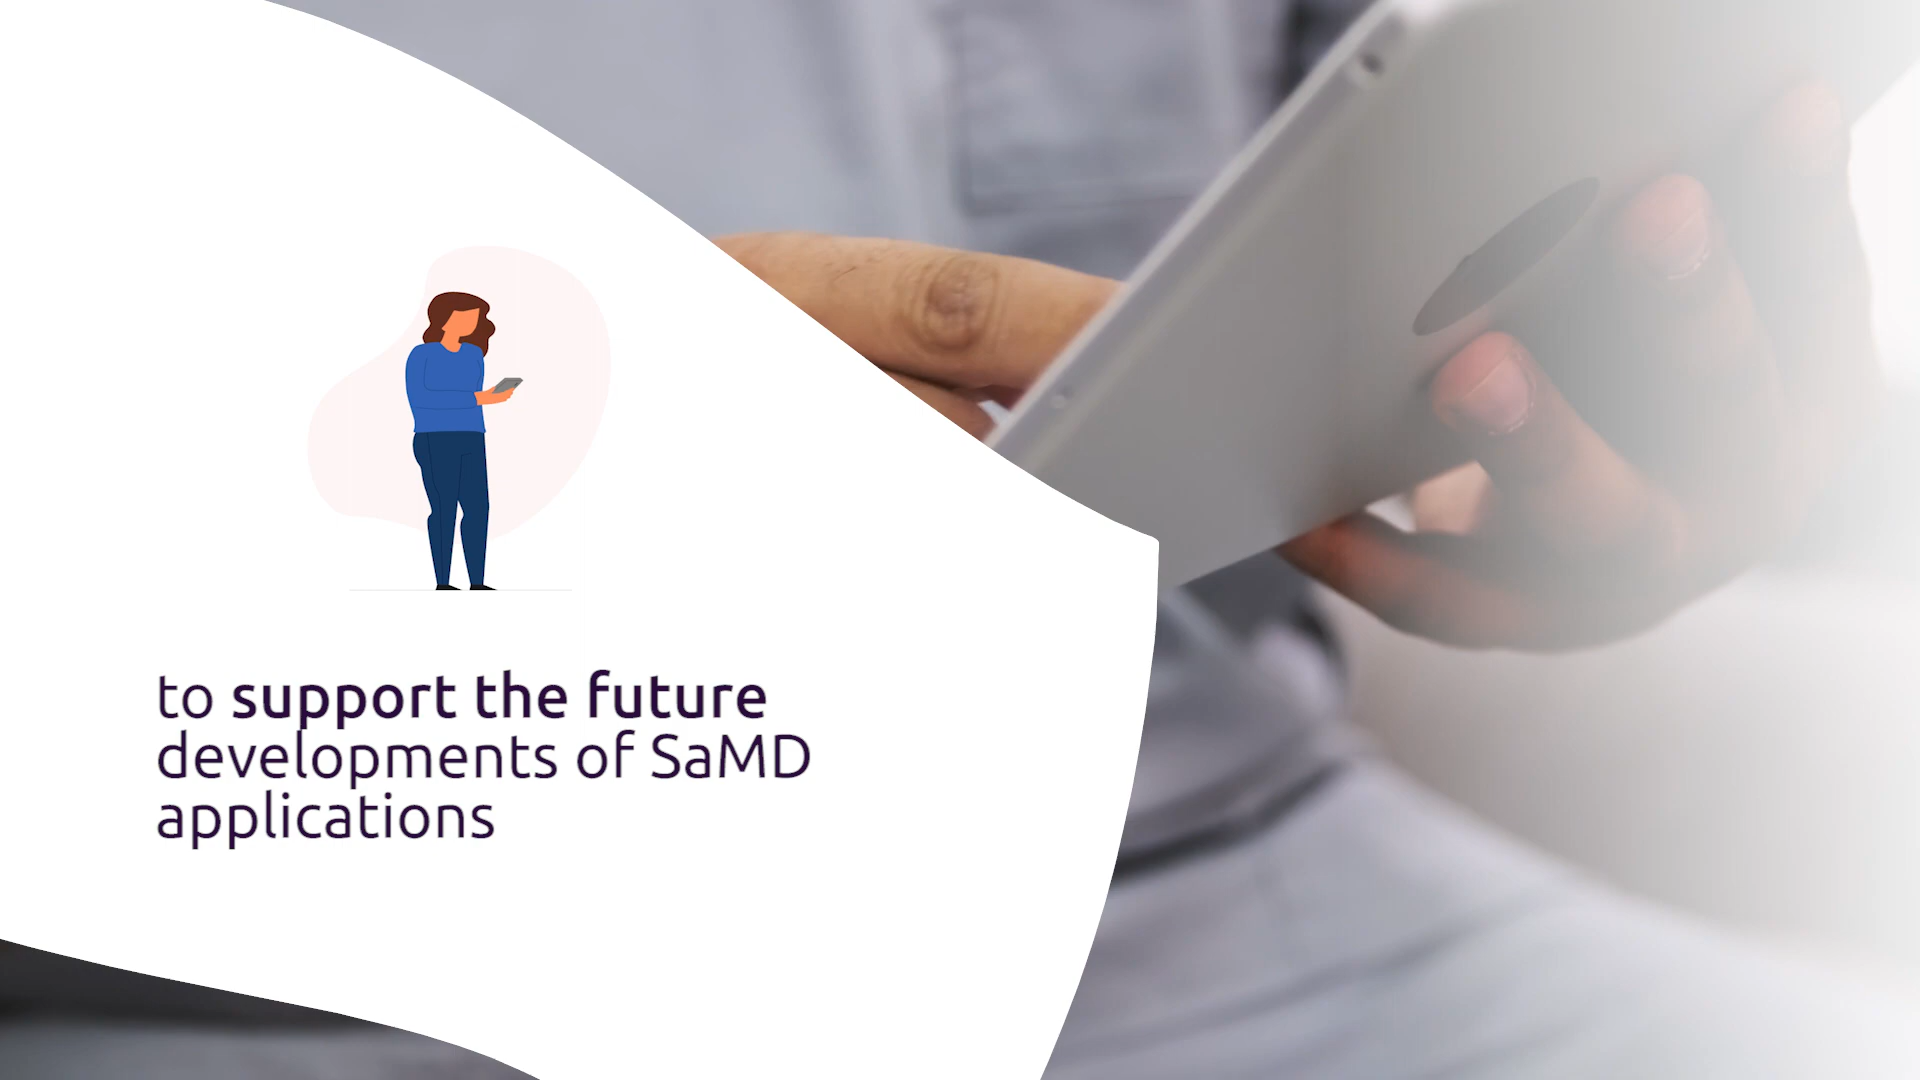 to support the future
developments of SaMD
applications